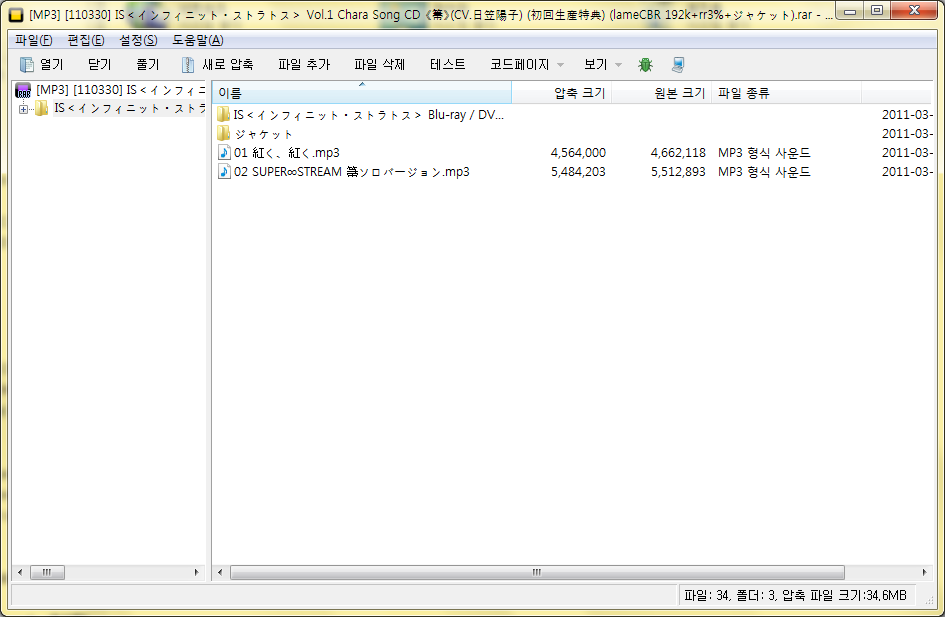 [MP3] [110330] IS＜インフィニット・ストラトス＞ Vol.1 Chara Song CD 《箒》(CV.日笠陽子) (初回生産特典) (lameCBR 192k+rr3%+ジャケット).rar - ...
파일(F) 편집(E) 설정(S) 도움말(A)
열기 닫기 풀기 새로 압축 파일 추가 파일 삭제 테스트 코드페이지 보기
[MP3] [110330] IS＜インフィニ
IS＜インフィニット・ストラ
이름 압축 크기 원본 크기 파일 종류
IS＜インフィニット・ストラトス＞ Blu-ray / DV... 2011-03-
ジャケット 2011-03-
01 紅く、紅く.mp3 4,564,000 4,662,118 MP3 형식 사운드 2011-03-
02 SUPER∞STREAM 箒ソロバージョン.mp3 5,484,203 5,512,893 MP3 형식 사운드 2011-03-
파일: 34, 폴더: 3, 압축 파일 크기:34,6MB